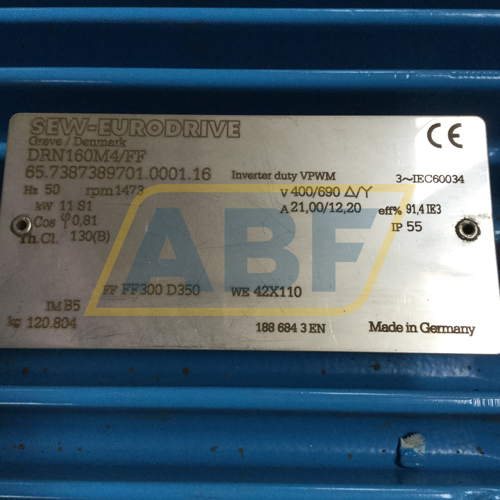 SEW-EURODRIVE
Greve / Denmark
DRN160M4/FF
65.7387389701.0001.16 Inverter duty VPWM 3~IEC60034
Hz 50 rpm 1473 V 400/690 △/Y
kW 11 S1 A 21,00/12,20 eff% 91,4 IE3
Cos φ 0,81 IP 55
Th.Cl. 130(B)
ABF
FF FF300 D350 WE 42X110
IM B5
kg 120.804 188 684 3 EN Made in Germany
CE